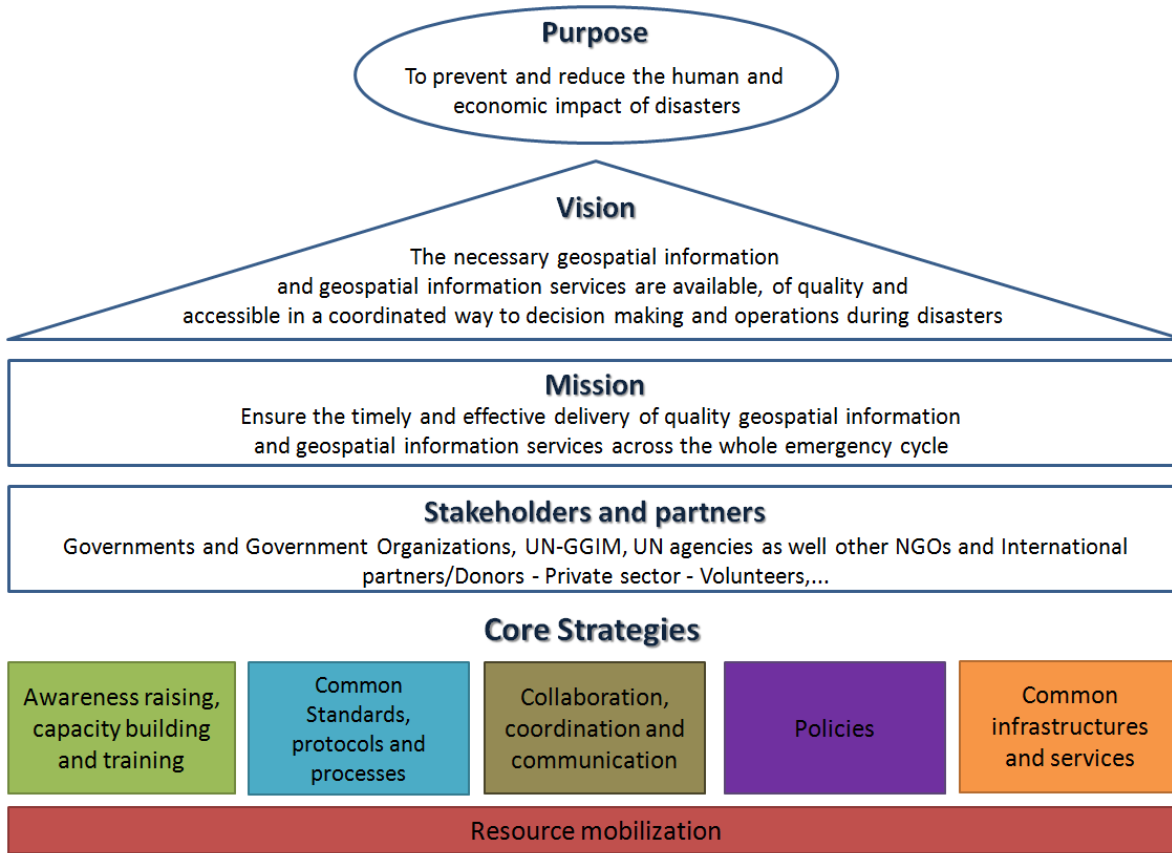 Purpose
To prevent and reduce the human and
economic impact of disasters
Vision
The necessary geospatial information
and geospatial information services are available, of quality and
accessible in a coordinated way to decision making and operations during disasters
Mission
Ensure the timely and effective delivery of quality geospatial information
and geospatial information services across the whole emergency cycle
Stakeholders and partners
Governments and Government Organizations, UN-GGIM, UN agencies as well other NGOs and International
partners/Donors - Private sector - Volunteers,...
Core Strategies
Awareness raising,
capacity building
and training
Common
Standards,
protocols and
processes
Collaboration,
coordination and
communication
Policies
Common
infrastructures
and services
Resource mobilization